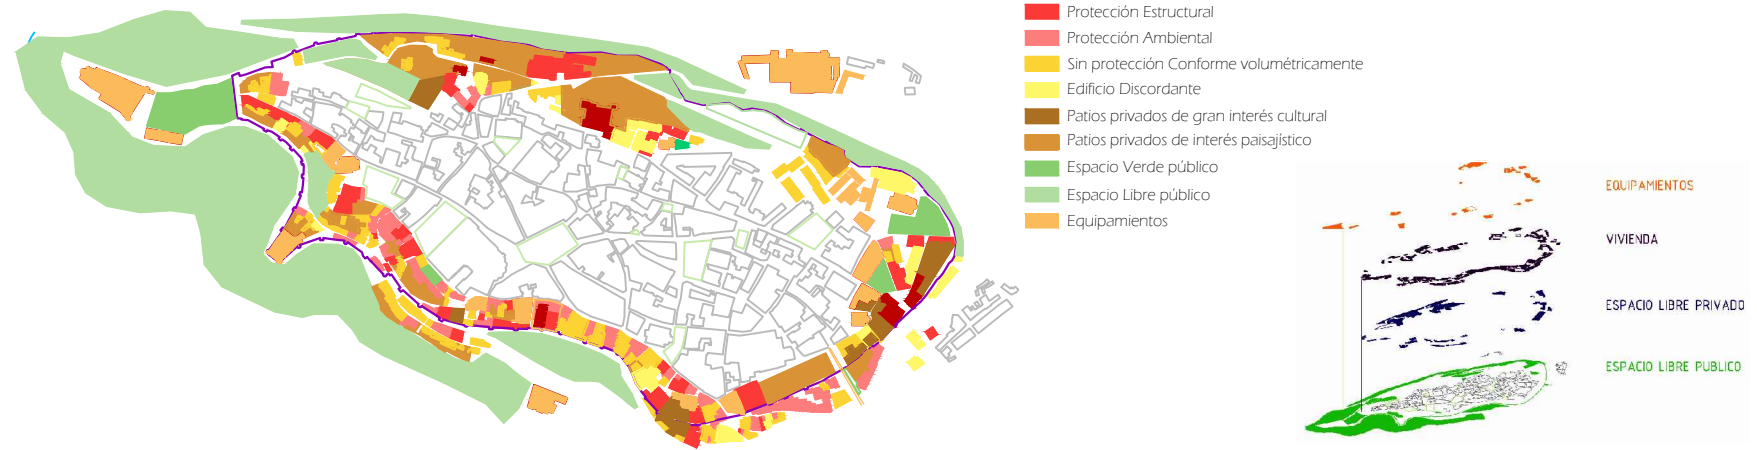 Protección Estructural
Protección Ambiental
Sin protección Conforme volumétricamente
Edificio Discordante
Patios privados de gran interés cultural
Patios privados de interés paisajístico
Espacio Verde público
Espacio Libre público
Equipamientos
EQUIPAMIENTOS
VIVIENDA
ESPACIO LIBRE PRIVADO
ESPACIO LIBRE PUBLICO